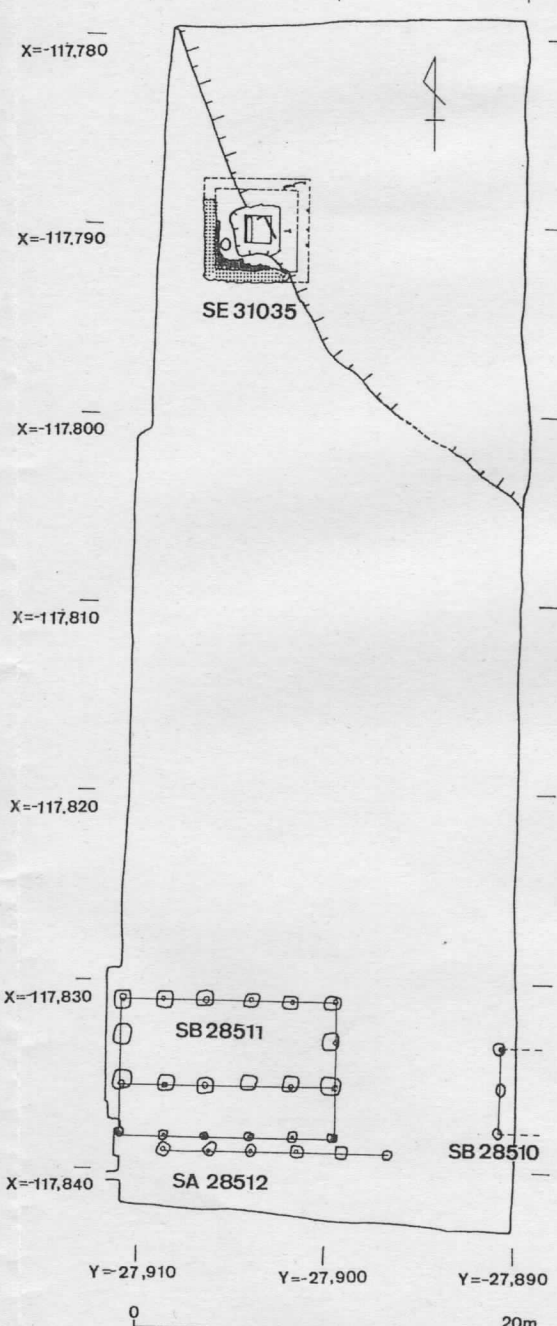 X=-117,780
X=-117,790
SE 31035
X=-117.800
X=-117,810
X=-117,820
X=-117,830
SB 28511
SB 28510
X=-117,840
SA 28512
Y=-27,910
Y=-27,900
Y=-27,890
0
20m